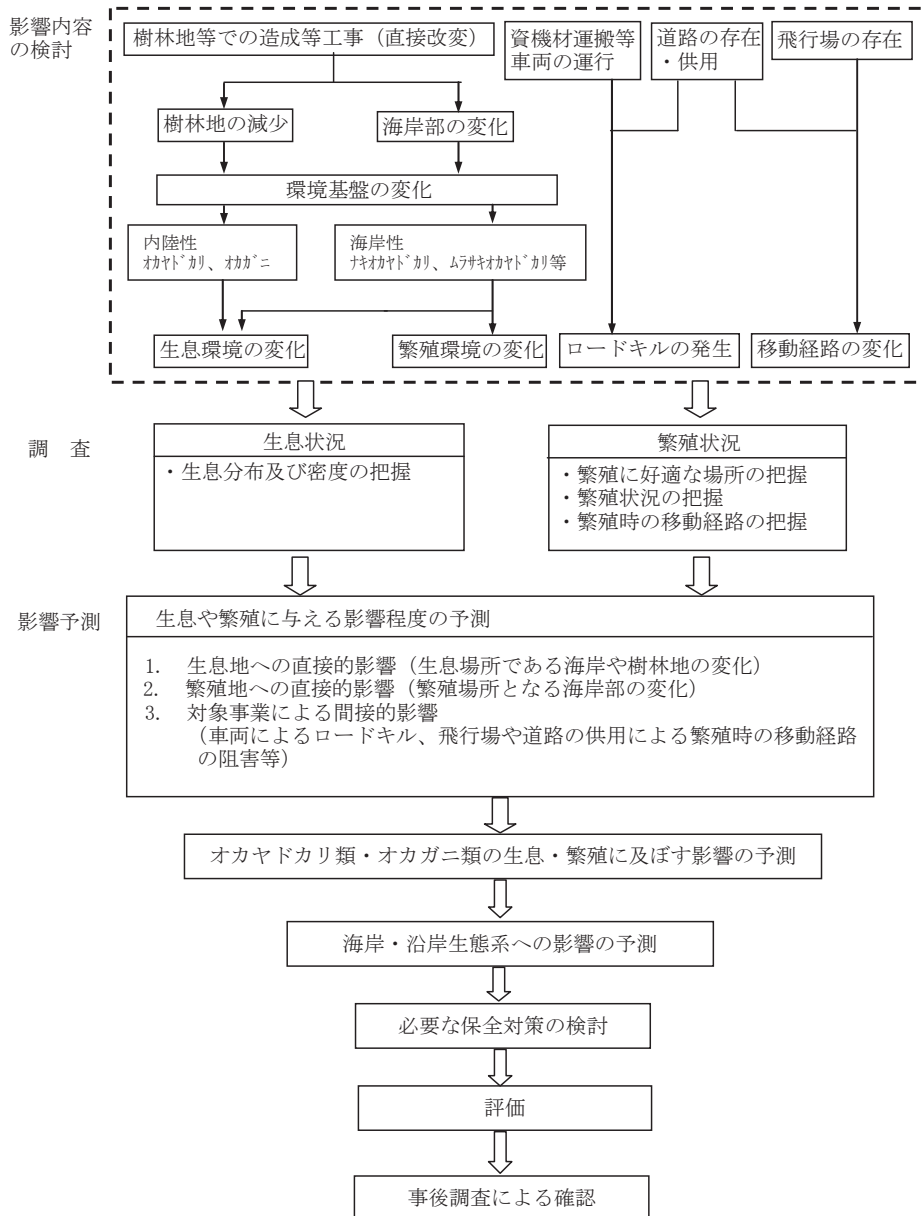 影響内容
の検討
樹林地等での造成等工事（直接改変）
資機材運搬等
車両の運行
道路の存在
・供用
飛行場の存在
樹林地の減少
海岸部の変化
環境基盤の変化
内陸性
ｵｶﾔﾄﾞｶﾘ、ｵｶｶﾞﾆ
海岸性
ﾅｷｵｶﾔﾄﾞｶﾘ、ﾑﾗｻｷｵｶﾔﾄﾞｶﾘ等
生息環境の変化
繁殖環境の変化
ロードキルの発生
移動経路の変化
調　査
生息状況
・生息分布及び密度の把握
繁殖状況
・繁殖に好適な場所の把握
・繁殖状況の把握
・繁殖時の移動経路の把握
影響予測
生息や繁殖に与える影響程度の予測
1.　生息地への直接的影響（生息場所である海岸や樹林地の変化）
2.　繁殖地への直接的影響（繁殖場所となる海岸部の変化）
3.　対象事業による間接的影響
（車両によるロードキル、飛行場や道路の供用による繁殖時の移動経路
の阻害等）
オカヤドカリ類・オカガニ類の生息・繁殖に及ぼす影響の予測
海岸・沿岸生態系への影響の予測
必要な保全対策の検討
評価
事後調査による確認